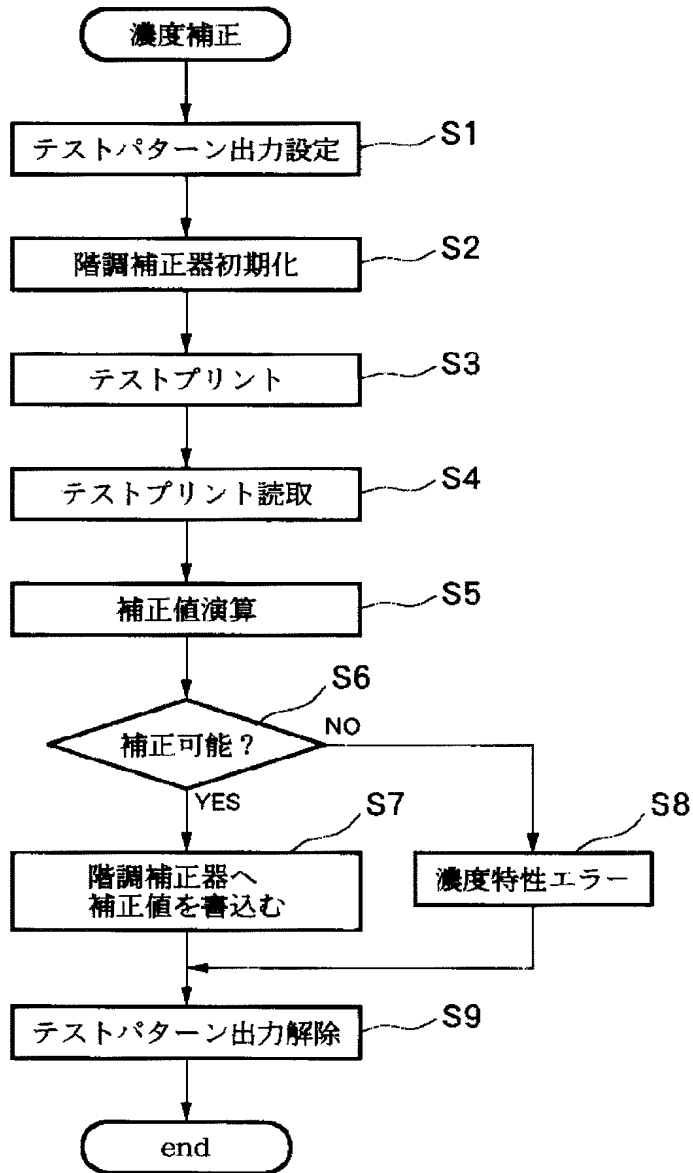 濃度補正
テストパターン出力設定
S1
階調補正器初期化
S2
テストプリント
S3
テストプリント読取
S4
補正値演算
S5
S6
補正可能？
NO
YES
S7
階調補正器へ
補正値を書込む
S8
濃度特性エラー
テストパターン出力解除
S9
end